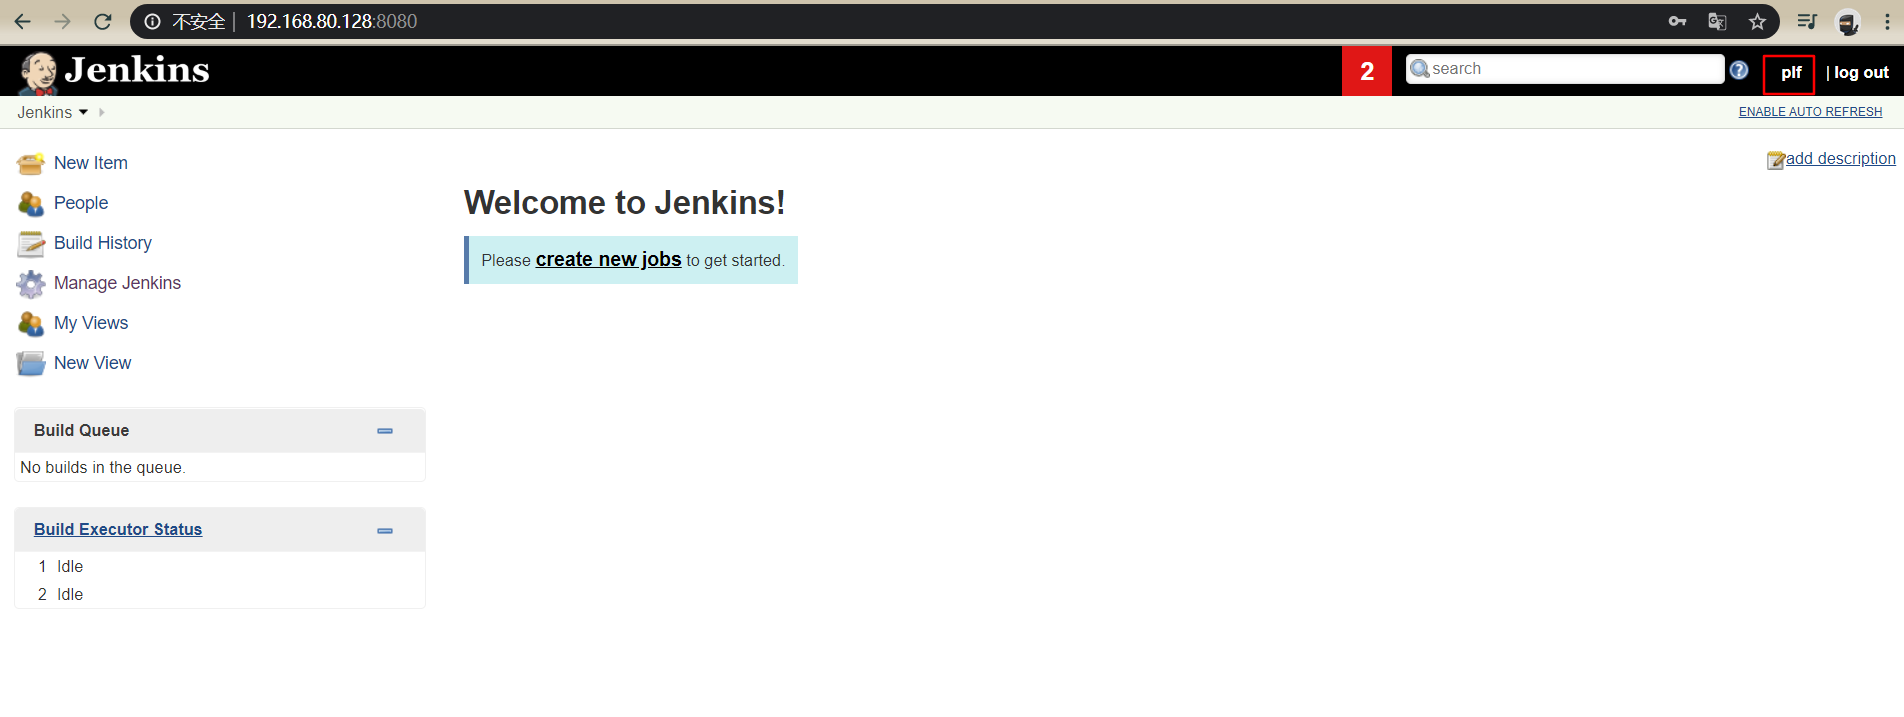 不安全 | 192.168.80.128:8080
Jenkins
2
search
plf
| log out
Jenkins
ENABLE AUTO REFRESH
New Item
People
Build History
Manage Jenkins
My Views
New View
add description
Welcome to Jenkins!
Please create new jobs to get started.
Build Queue
No builds in the queue.
Build Executor Status
1 Idle
2 Idle